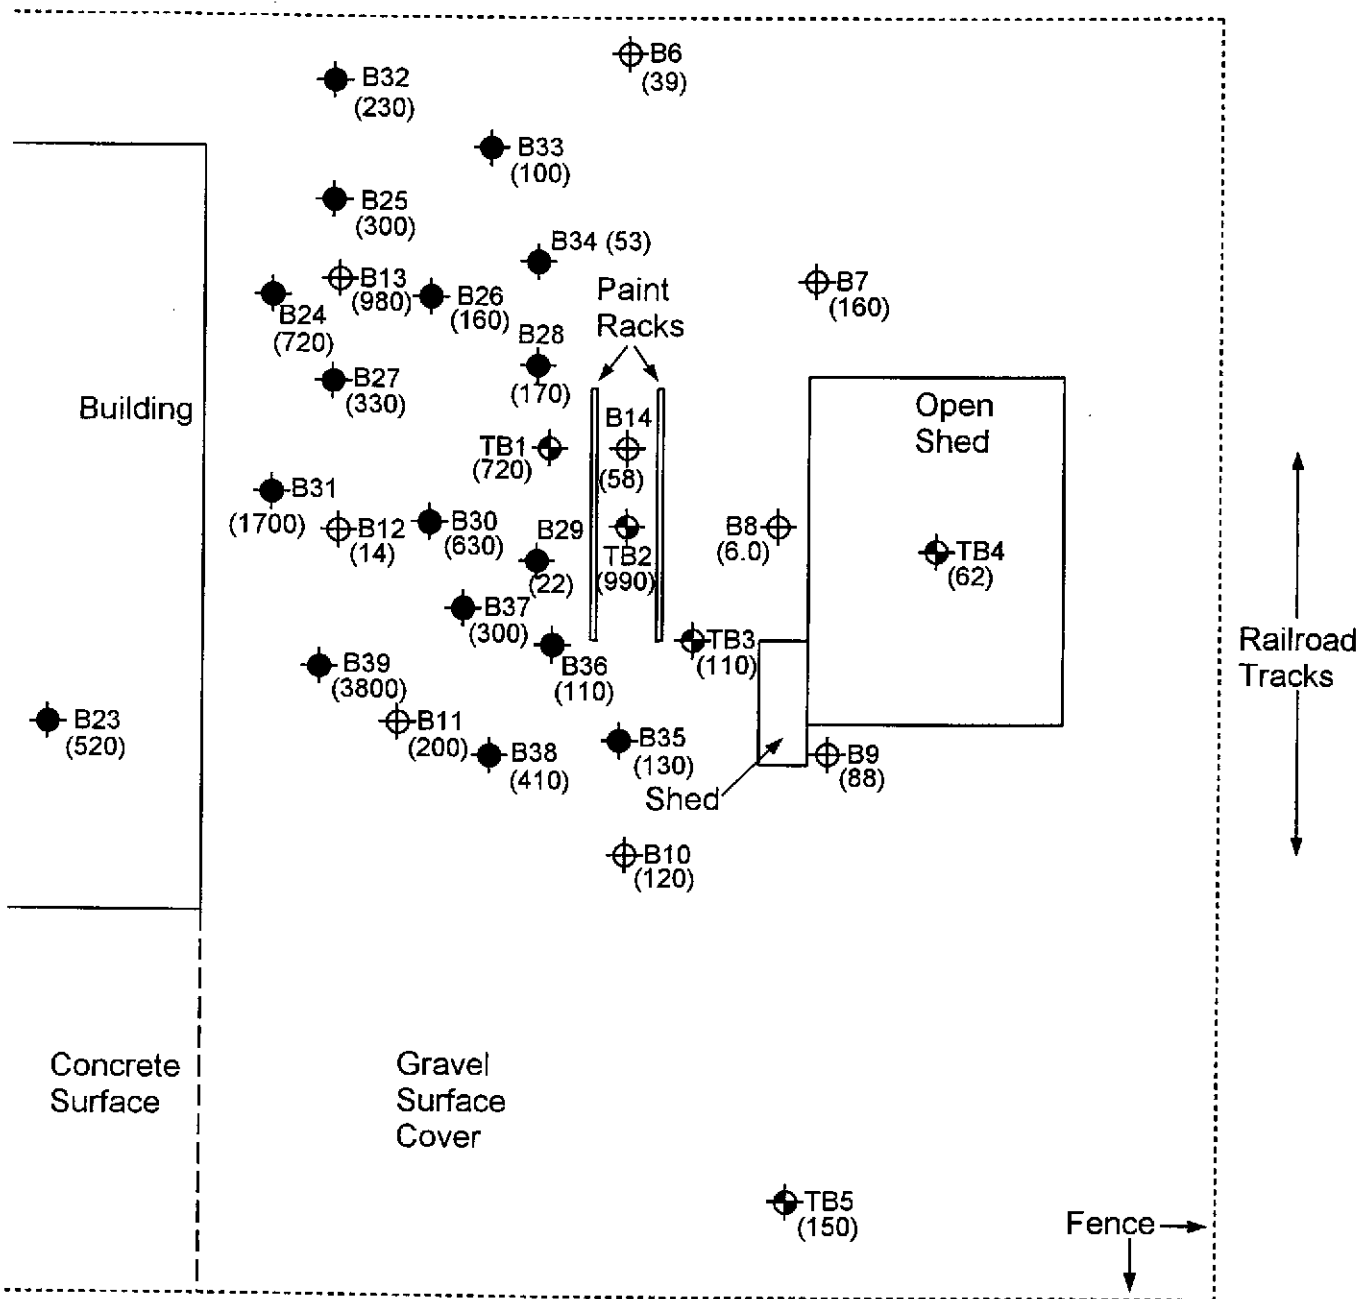 B6
(39)
B32
(230)
B33
(100)
B25
(300)
B34 (53)
B13
(980)
B24
(720)
B26
(160)
Paint
Racks
B7
(160)
B28
(170)
B27
(330)
Building
Open
Shed
TB1
(720)
B14
(58)
B31
(1700)
B12
(14)
B30
(630)
B29
(22)
TB2
(990)
B8
(6.0)
TB4
(62)
B37
(300)
B36
(110)
TB3
(110)
Railroad
Tracks
B39
(3800)
B23
(520)
B11
(200)
B38
(410)
B35
(130)
B9
(88)
Shed
B10
(120)
Concrete
Surface
Gravel
Surface
Cover
TB5
(150)
Fence